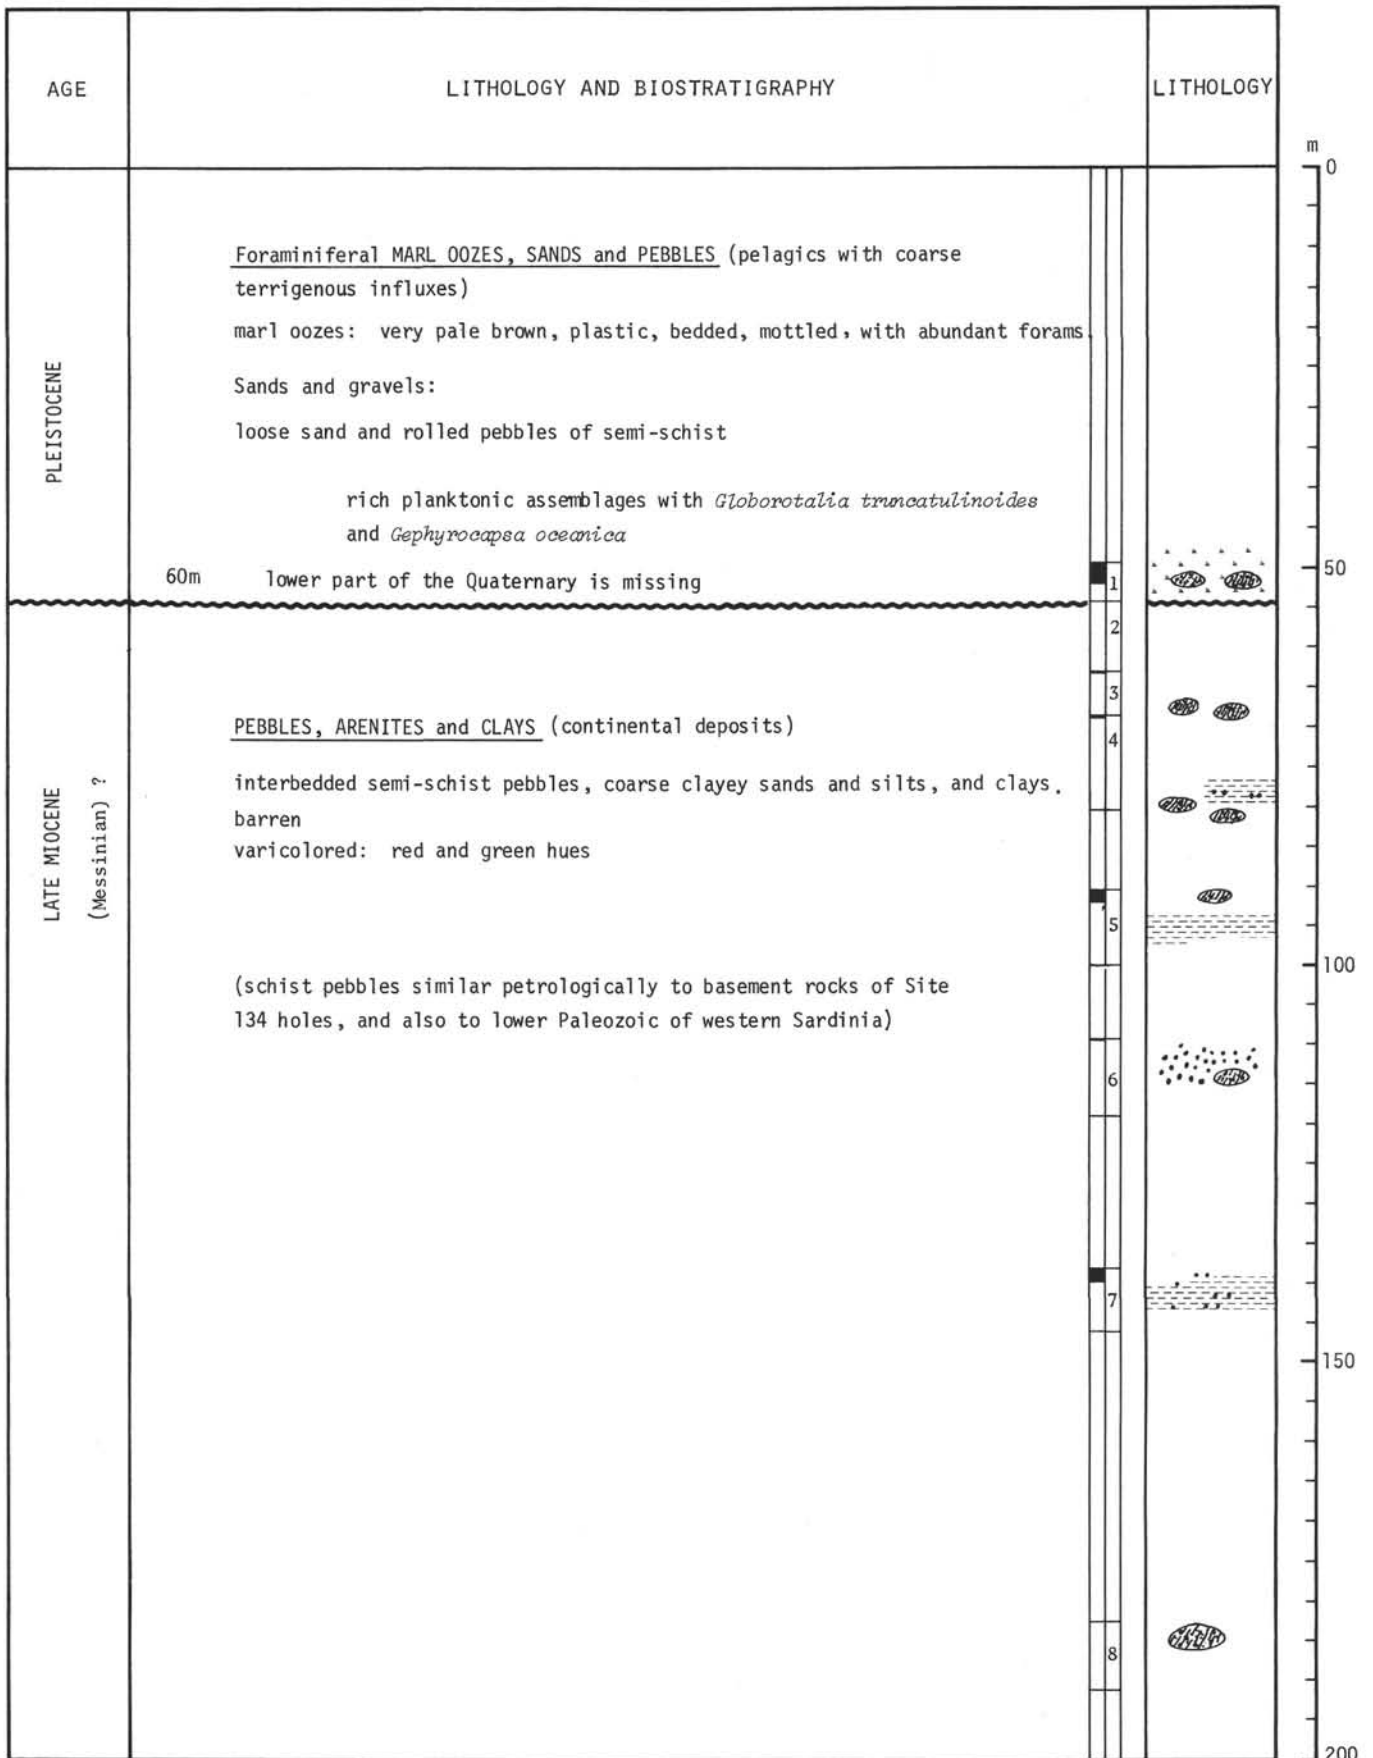 AGE
LITHOLOGY AND BIOSTRATIGRAPHY
LITHOLOGY
m
0
PLEISTOCENE
Foraminiferal MARL OOZES, SANDS and PEBBLES (pelagics with coarse
terrigenous influxes)
marl oozes: very pale brown, plastic, bedded, mottled, with abundant forams.
Sands and gravels:
loose sand and rolled pebbles of semi-schist
rich planktonic assemblages with Globorotalia truncatulinoides
and Gephyrocapsa oceanica
60m lower part of the Quaternary is missing
1
50
2
3
LATE MIOCENE
(Messinian) ?
PEBBLES, ARENITES and CLAYS (continental deposits)
4
interbedded semi-schist pebbles, coarse clayey sands and silts, and clays.
barren
varicolored: red and green hues
5
100
(schist pebbles similar petrologically to basement rocks of Site
134 holes, and also to lower Paleozoic of western Sardinia)
6
7
150
8
200